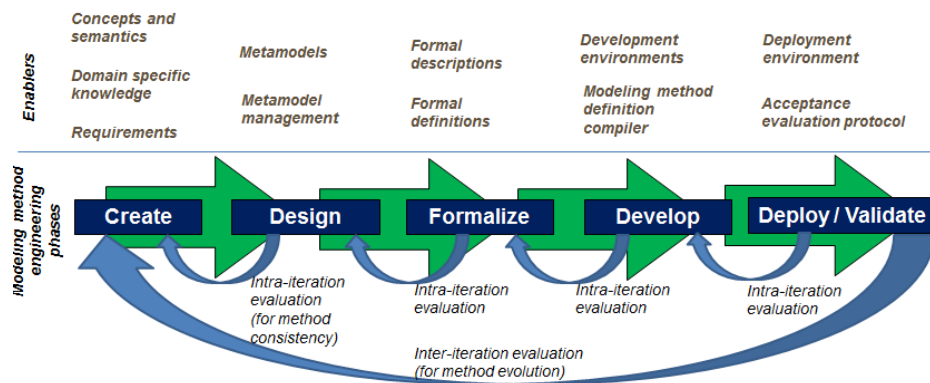 Concepts and
semantics
Domain specific
knowledge
Requirements
Metamodels
Metamodel
management
Formal
descriptions
Formal
definitions
Development
environments
Modeling method
definition
compiler
Deployment
environment
Acceptance
evaluation protocol
Enablers
Modeling method
engineering
phases
Create
Design
Formalize
Develop
Deploy / Validate
Intra-iteration
evaluation
(for method
consistency)
Intra-iteration
evaluation
Intra-iteration
evaluation
Intra-iteration
evaluation
Inter-iteration evaluation
(for method evolution)